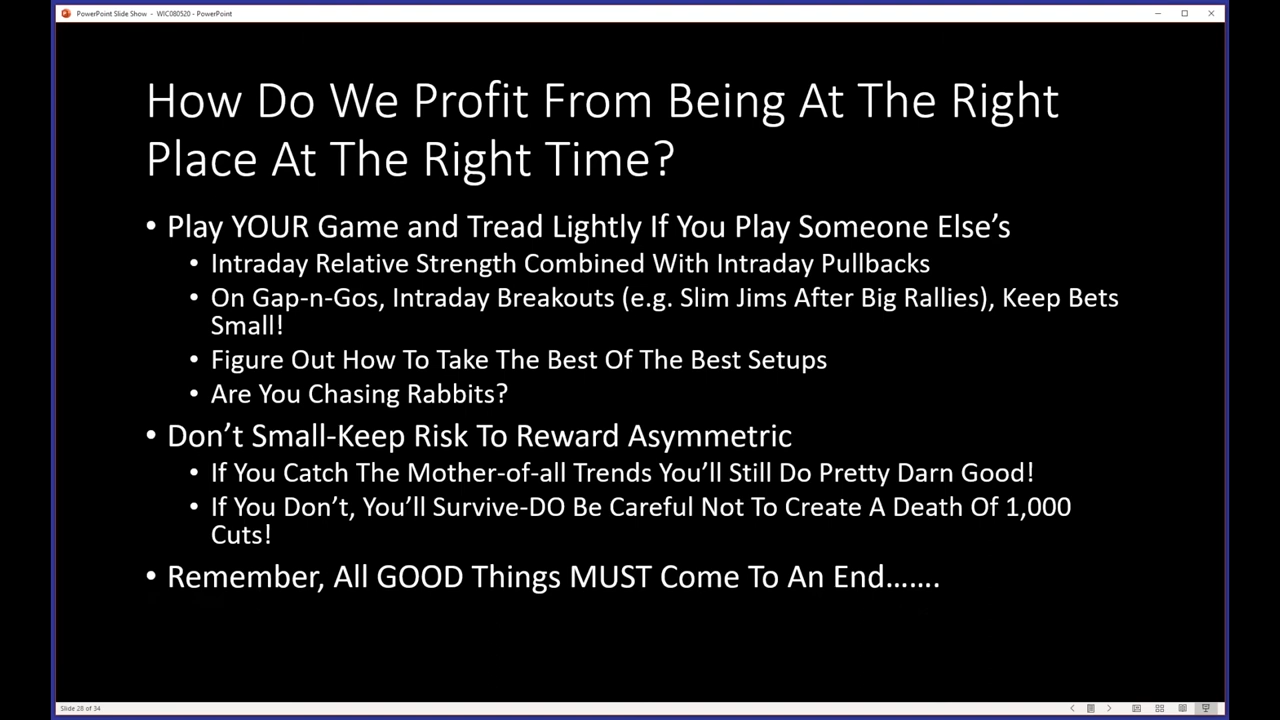 PowerPoint Slide Show - WIC080520 - PowerPoint
How Do We Profit From Being At The Right
Place At The Right Time?
• Play YOUR Game and Tread Lightly If You Play Someone Else’s
• Intraday Relative Strength Combined With Intraday Pullbacks
• On Gap-n-Gos, Intraday Breakouts (e.g. Slim Jims After Big Rallies), Keep Bets
Small!
• Figure Out How To Take The Best Of The Best Setups
• Are You Chasing Rabbits?
• Don’t Small-Keep Risk To Reward Asymmetric
• If You Catch The Mother-of-all Trends You’ll Still Do Pretty Darn Good!
• If You Don’t, You’ll Survive-DO Be Careful Not To Create A Death Of 1,000
Cuts!
• Remember, All GOOD Things MUST Come To An End…….
Slide 28 of 34